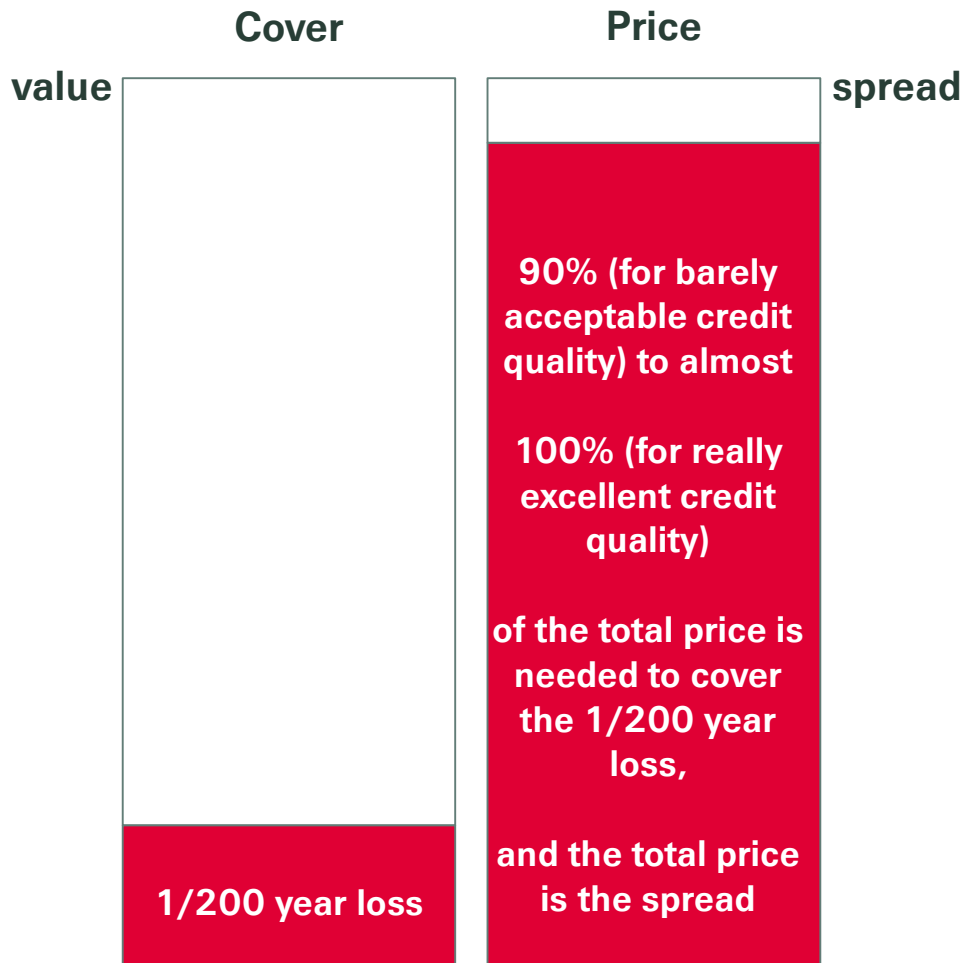 Cover
Price
value
spread
90% (for barely
acceptable credit
quality) to almost
100% (for really
excellent credit
quality)
of the total price is
needed to cover
the 1/200 year
loss,
and the total price
is the spread
1/200 year loss